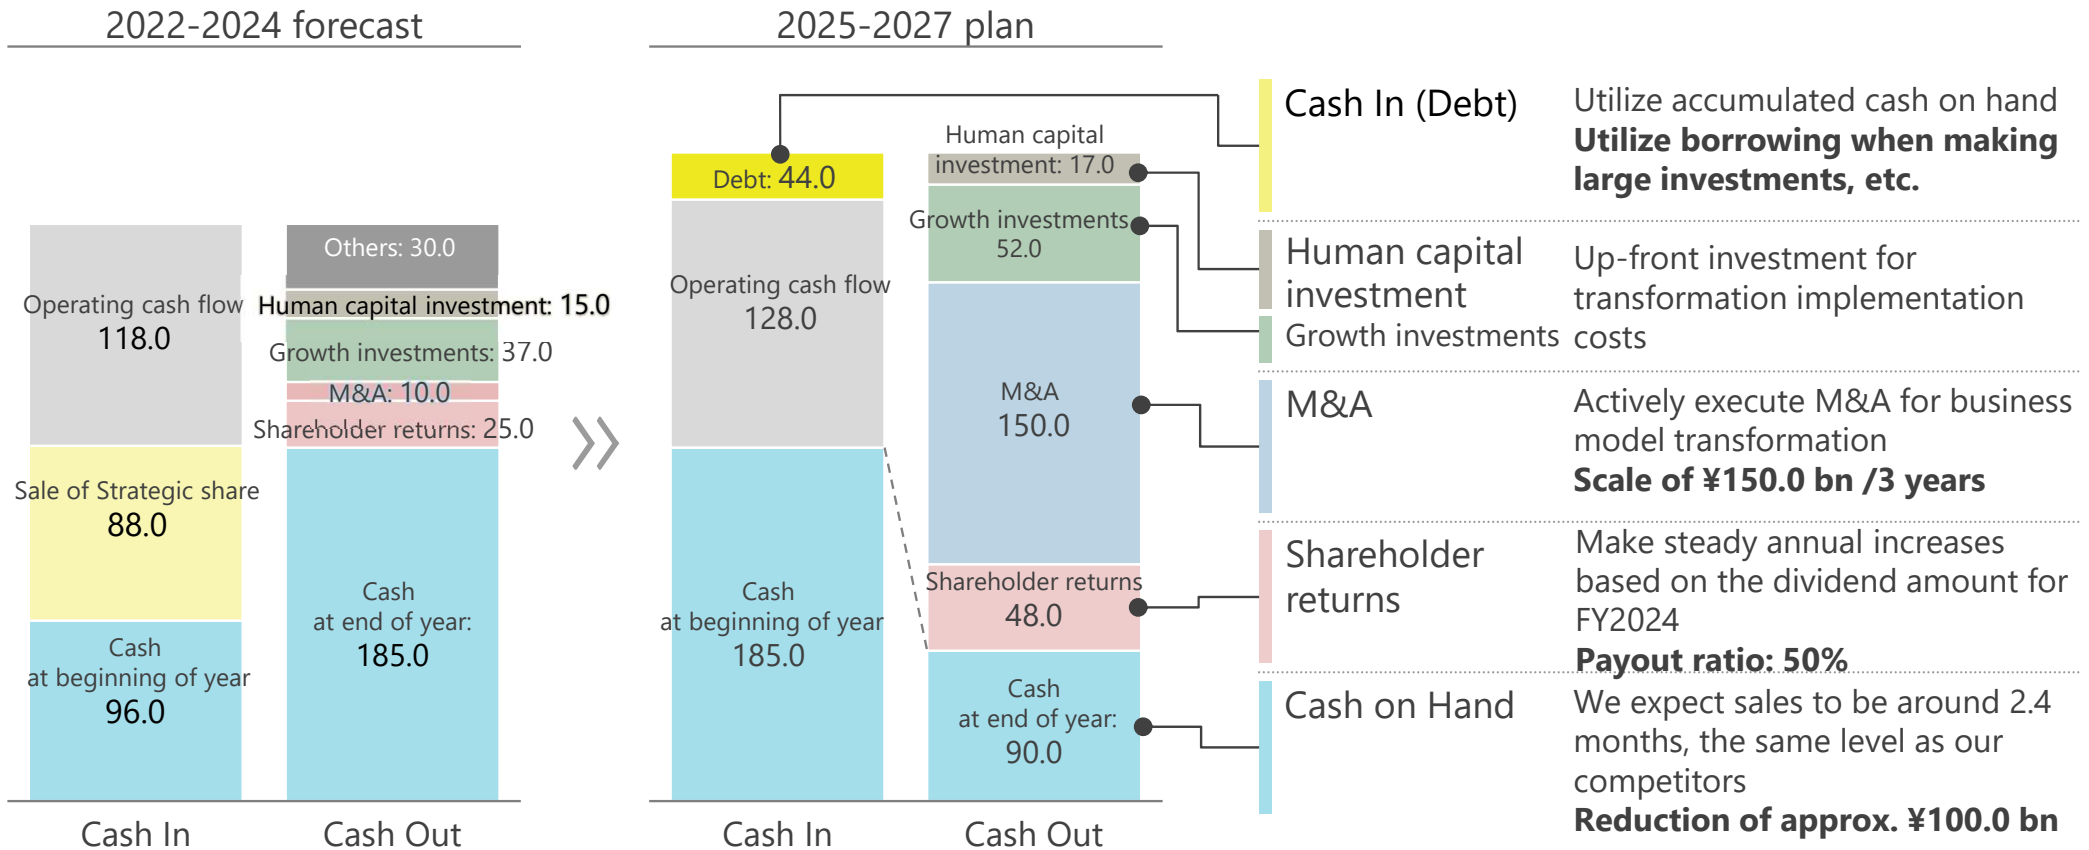 2022-2024 forecast
2025-2027 plan
Operating cash flow
118.0
Sale of Strategic share
88.0
Cash
at beginning of year
96.0
Cash In
Others: 30.0
Human capital investment: 15.0
Growth investments: 37.0
M&A: 10.0
Shareholder returns: 25.0
Cash
at end of year:
185.0
Cash Out
Debt: 44.0
Operating cash flow
128.0
Cash
at beginning of year
185.0
Cash In
Human capital
investment: 17.0
Growth investments
52.0
M&A
150.0
Shareholder returns
48.0
Cash
at end of year:
90.0
Cash Out
Cash In (Debt)
Utilize accumulated cash on hand
Utilize borrowing when making
large investments, etc.
Human capital
investment
Growth investments
Up-front investment for
transformation implementation
costs
M&A
Actively execute M&A for business
model transformation
Scale of ¥150.0 bn /3 years
Shareholder
returns
Make steady annual increases
based on the dividend amount for
FY2024
Payout ratio: 50%
Cash on Hand
We expect sales to be around 2.4
months, the same level as our
competitors
Reduction of approx. ¥100.0 bn